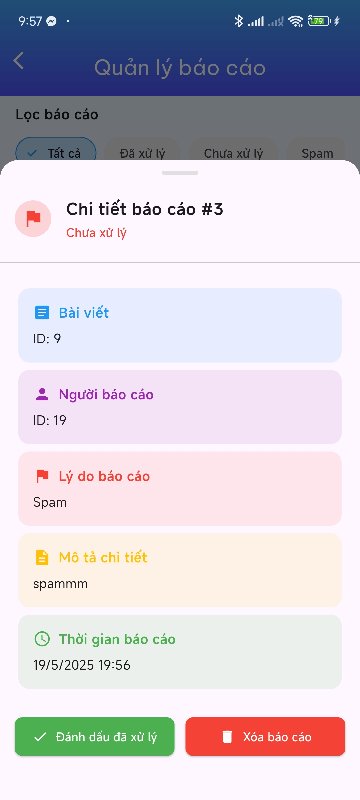 9:57
79
Quản lý báo cáo
Lọc báo cáo
Tất cả Đã xử lý Chưa xử lý Spam
Chi tiết báo cáo #3
Chưa xử lý
Bài viết
ID: 9
Người báo cáo
ID: 19
Lý do báo cáo
Spam
Mô tả chi tiết
spammm
Thời gian báo cáo
19/5/2025 19:56
Đánh dấu đã xử lý Xóa báo cáo